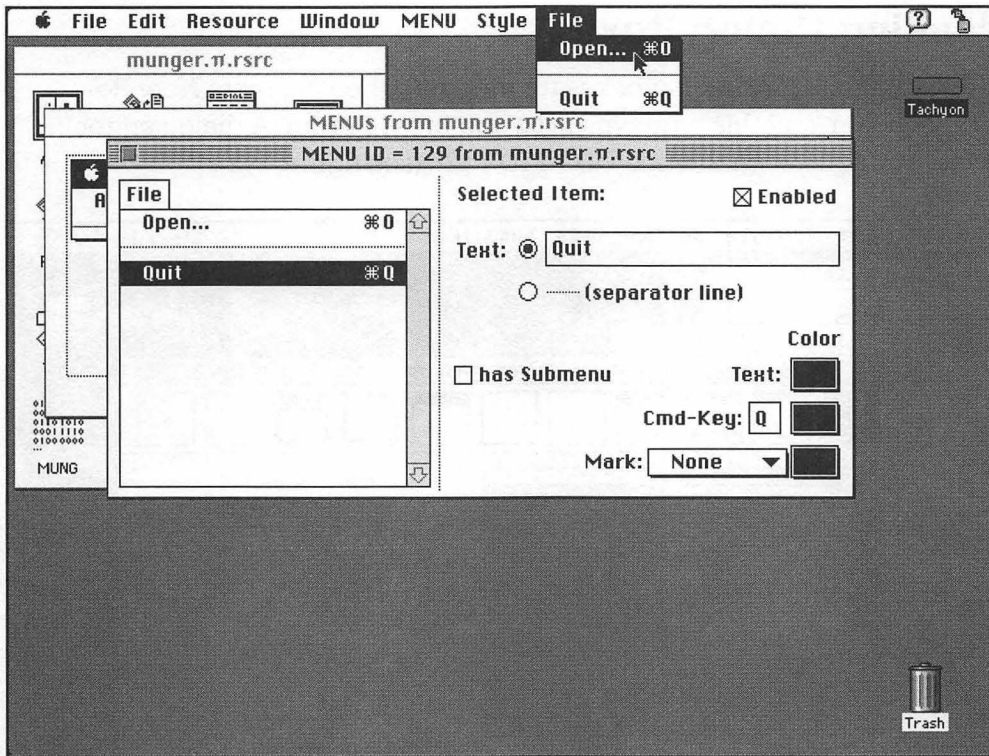 File Edit Resource Window MENU Style File
Open... ⌘O
Quit ⌘Q
munger.π.rsrc
Tachyon
MENUs from munger.π.rsrc
MENU ID = 129 from munger.π.rsrc
File
Open... ⌘O
Quit ⌘Q
Selected Item:
Enabled
Text: Quit
(separator line)
Color
has Submenu
Text:
Cmd-Key: Q
Mark: None
MUNG
Trash